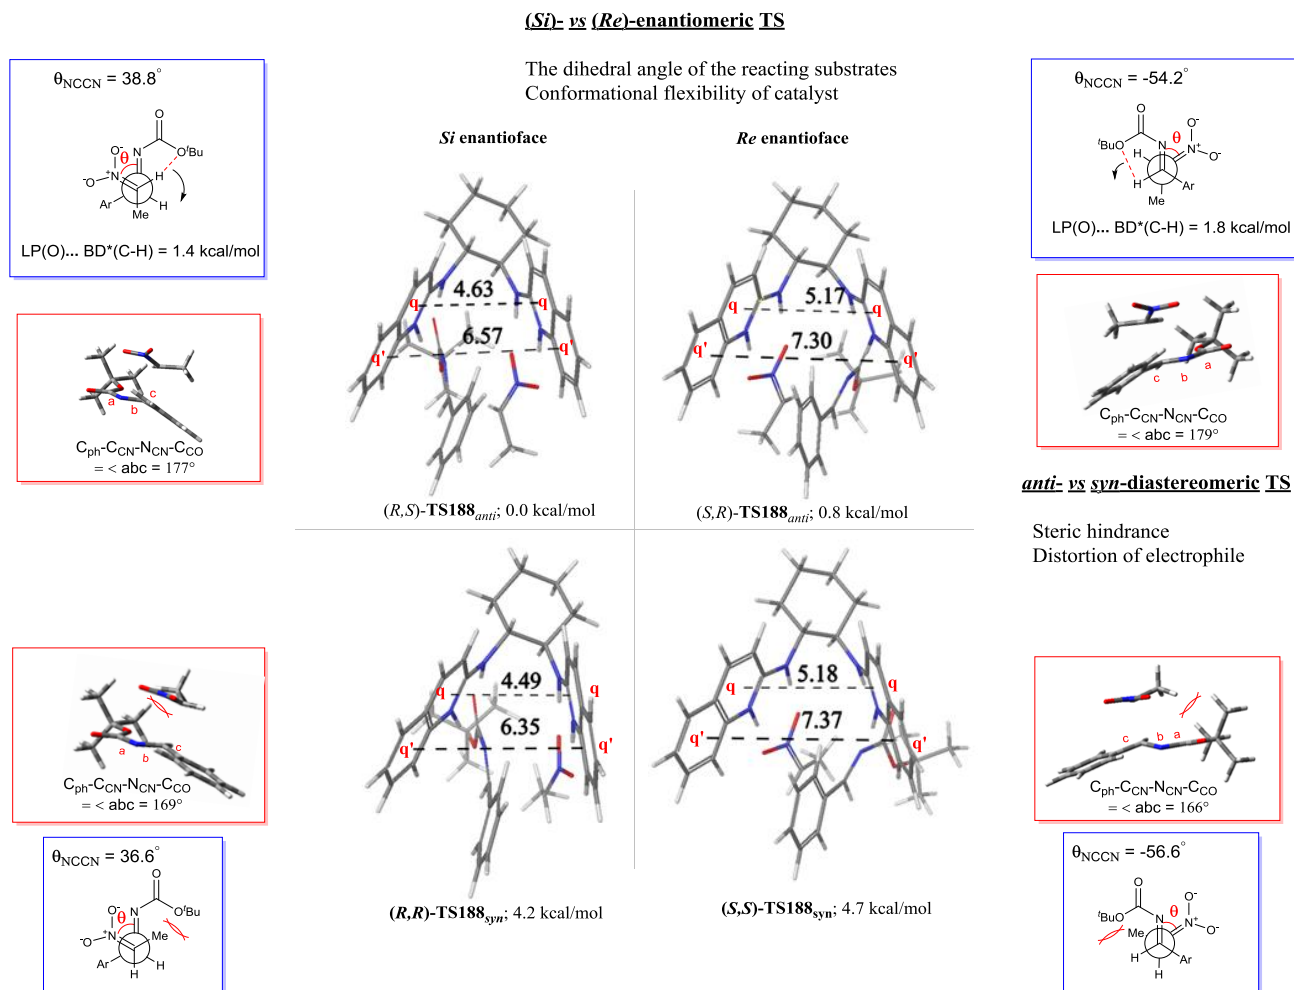 (Si)- vs (Re)-enantiomeric TS
The dihedral angle of the reacting substrates
Conformational flexibility of catalyst
Si enantioface
Re enantioface
θNCCN = 38.8°
O
O-
N
OtBu
θ
-O
N+
H
Ar
H
Me
LP(O)... BD*(C-H) = 1.4 kcal/mol
a
b
c
Cph-CCN-NCN-CCO
= < abc = 177°
q
4.63
q
q'
6.57
q'
(R,S)-TS188anti; 0.0 kcal/mol
q
5.17
q
q'
7.30
q'
(S,R)-TS188anti; 0.8 kcal/mol
θNCCN = -54.2°
O
O-
tBuO
N
θ
N+
O-
H
H
Ar
Me
LP(O)... BD*(C-H) = 1.8 kcal/mol
c
b
a
Cph-CCN-NCN-CCO
= < abc = 179°
anti- vs syn-diastereomeric TS
Steric hindrance
Distortion of electrophile
a
b
c
Cph-CCN-NCN-CCO
= < abc = 169°
θNCCN = 36.6°
O
O-
N
OtBu
θ
-O
N+
Me
Ar
H
H
q
4.49
q
q'
6.35
q'
(R,R)-TS188syn; 4.2 kcal/mol
q
5.18
q
q'
7.37
q'
(S,S)-TS188syn; 4.7 kcal/mol
c
b
a
Cph-CCN-NCN-CCO
= < abc = 166°
θNCCN = -56.6°
O
O-
tBuO
N
θ
N+
O-
Me
H
Ar
H